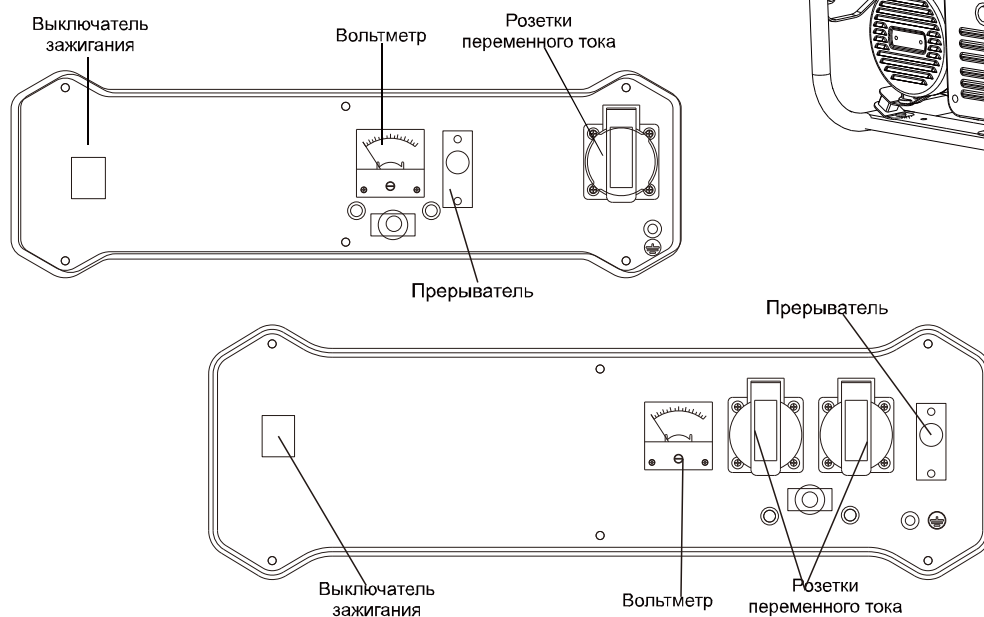 Выключатель
зажигания
Вольтметр
Розетки
переменного тока
Прерыватель
Прерыватель
Выключатель
зажигания
Вольтметр
Розетки
переменного тока